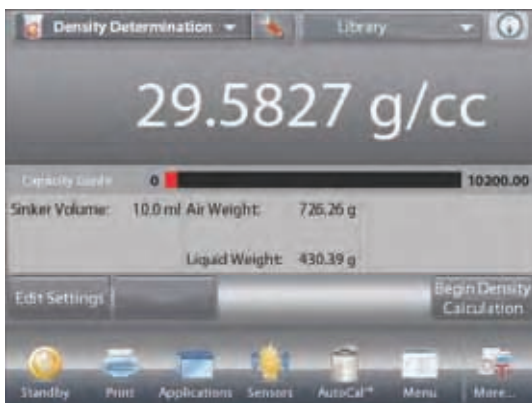 Density Determination
Library
29.5827 g/cc
Capacity Guide 0 10200.00
Sinker Volume: 10.0 ml Air Weight: 726.26 g
Liquid Weight: 430.39 g
Edit Settings
Begin Density
Calculation
Standby Print Applications Sensors AutoCal™ Menu More...